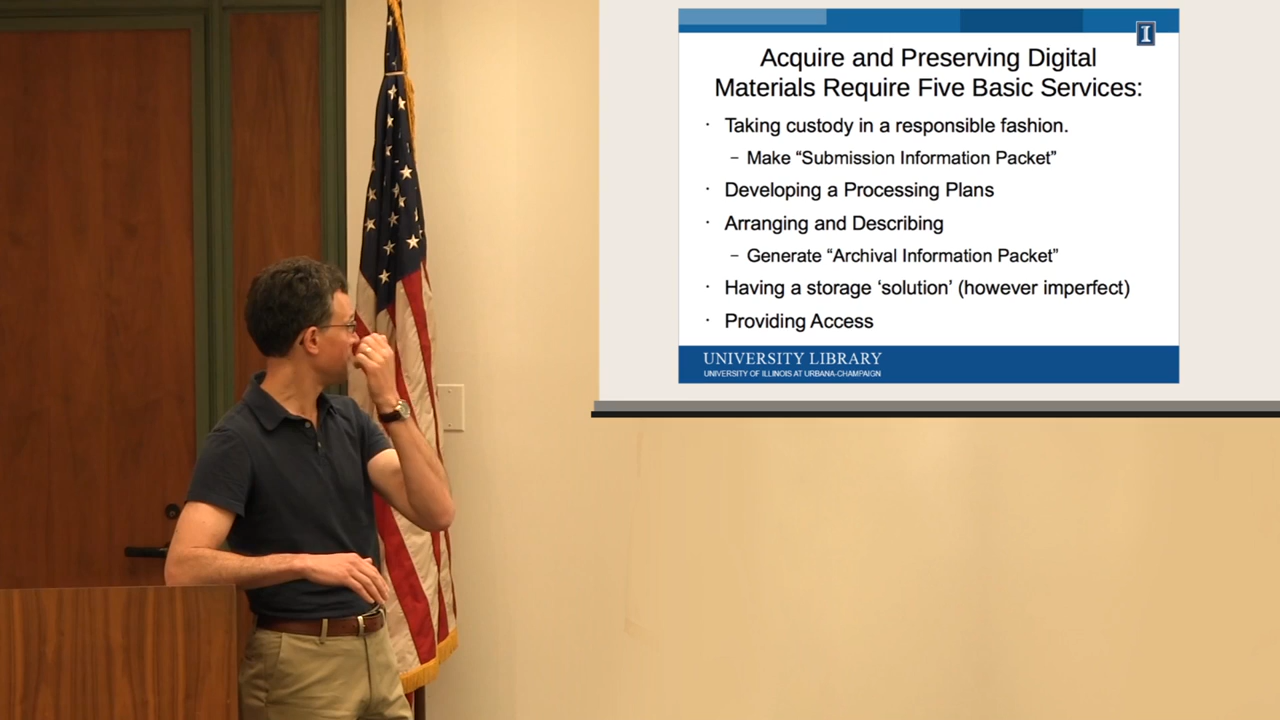 I
Acquire and Preserving Digital
Materials Require Five Basic Services:
· Taking custody in a responsible fashion.
– Make “Submission Information Packet”
· Developing a Processing Plans
· Arranging and Describing
– Generate “Archival Information Packet”
· Having a storage ‘solution’ (however imperfect)
· Providing Access
UNIVERSITY LIBRARY
UNIVERSITY OF ILLINOIS AT URBANA-CHAMPAIGN